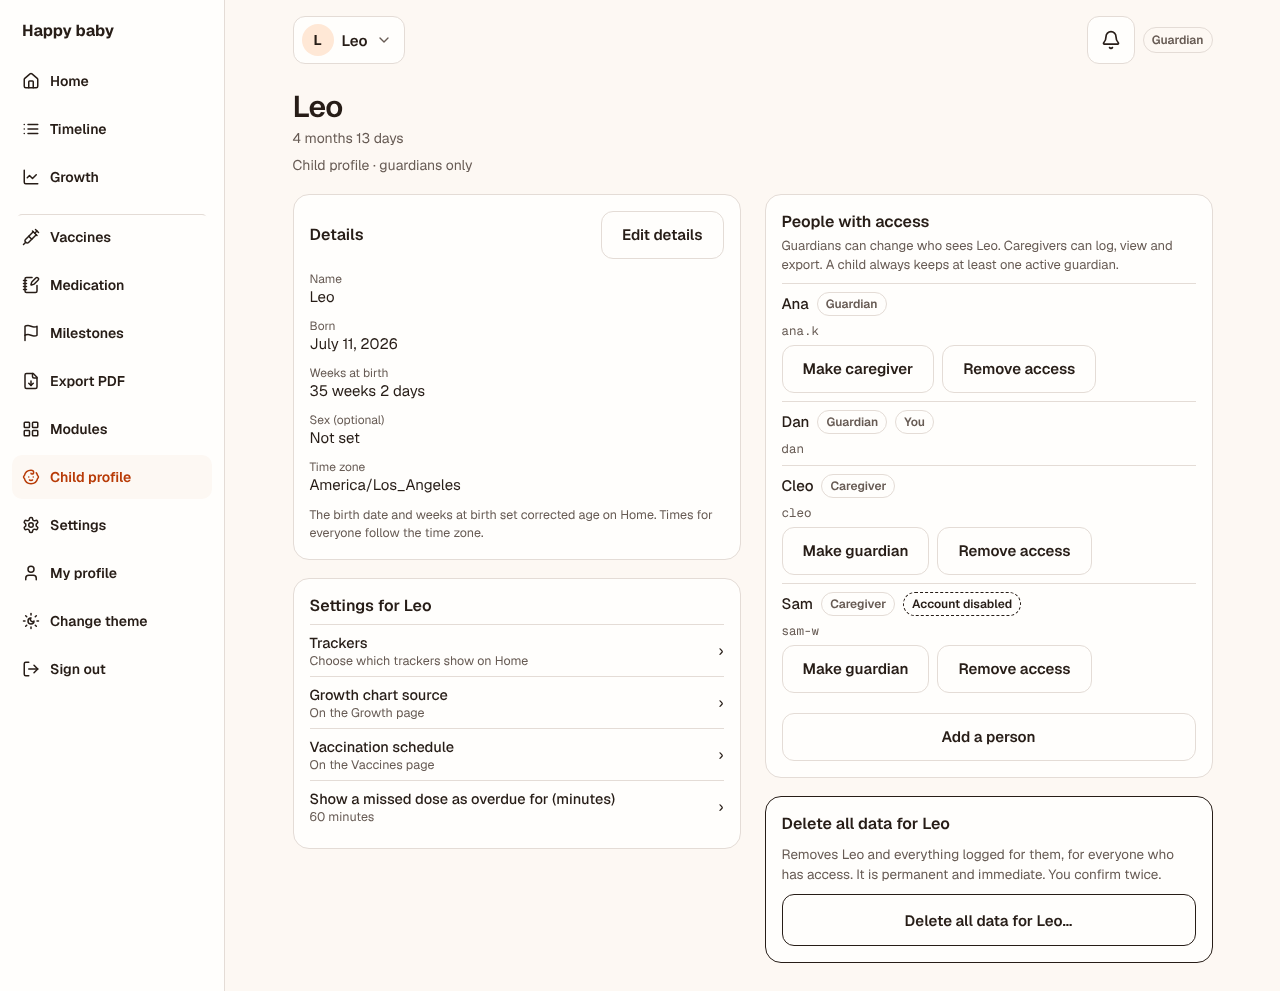 Happy baby
Home
Timeline
Growth
Vaccines
Medication
Milestones
Export PDF
Modules
Child profile
Settings
My profile
Change theme
Sign out
L Leo
Guardian
Leo
4 months 13 days
Child profile · guardians only
Details
Edit details
Name
Leo
Born
July 11, 2026
Weeks at birth
35 weeks 2 days
Sex (optional)
Not set
Time zone
America/Los_Angeles
The birth date and weeks at birth set corrected age on Home. Times for
everyone follow the time zone.
Settings for Leo
Trackers
Choose which trackers show on Home
Growth chart source
On the Growth page
Vaccination schedule
On the Vaccines page
Show a missed dose as overdue for (minutes)
60 minutes
People with access
Guardians can change who sees Leo. Caregivers can log, view and
export. A child always keeps at least one active guardian.
Ana Guardian
ana.k
Make caregiver Remove access
Dan Guardian You
dan
Cleo Caregiver
cleo
Make guardian Remove access
Sam Caregiver Account disabled
sam-w
Make guardian Remove access
Add a person
Delete all data for Leo
Removes Leo and everything logged for them, for everyone who
has access. It is permanent and immediate. You confirm twice.
Delete all data for Leo…